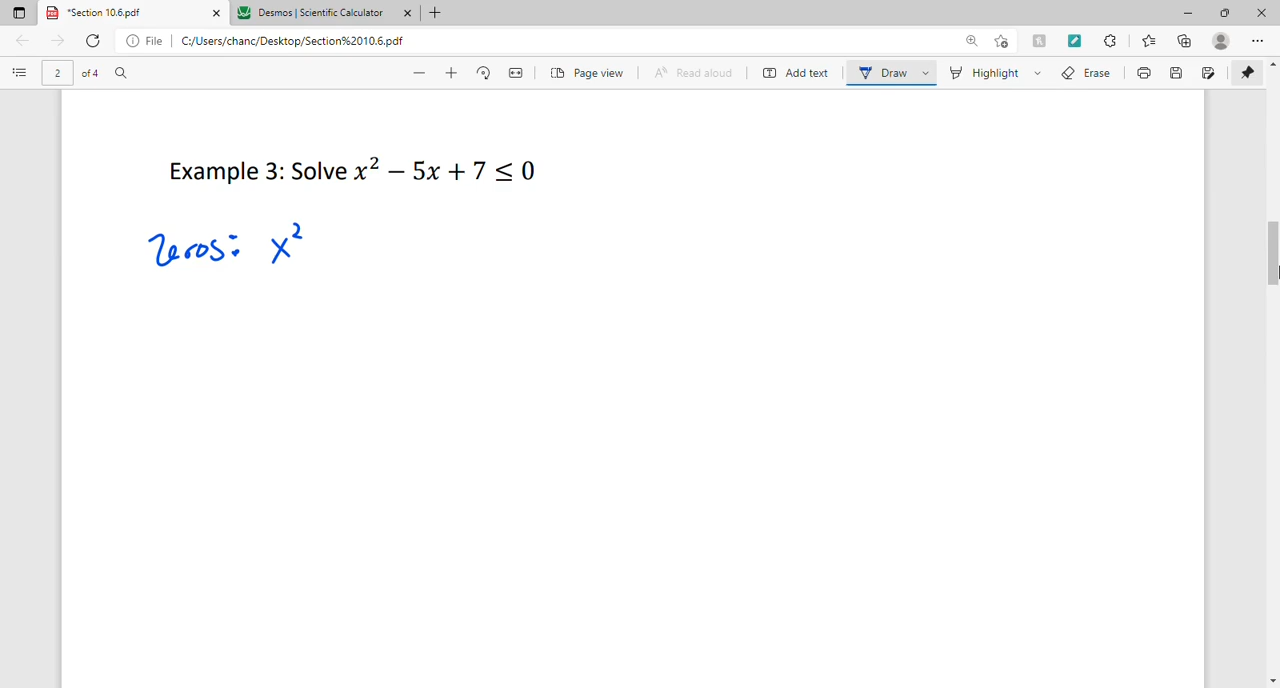 *Section 10.6.pdf
Desmos | Scientific Calculator
File | C:/Users/chanc/Desktop/Section%2010.6.pdf
2 of 4 Page view Read aloud Add text Draw Highlight Erase
Example 3: Solve x² − 5x + 7 ≤ 0
Zeros: x²